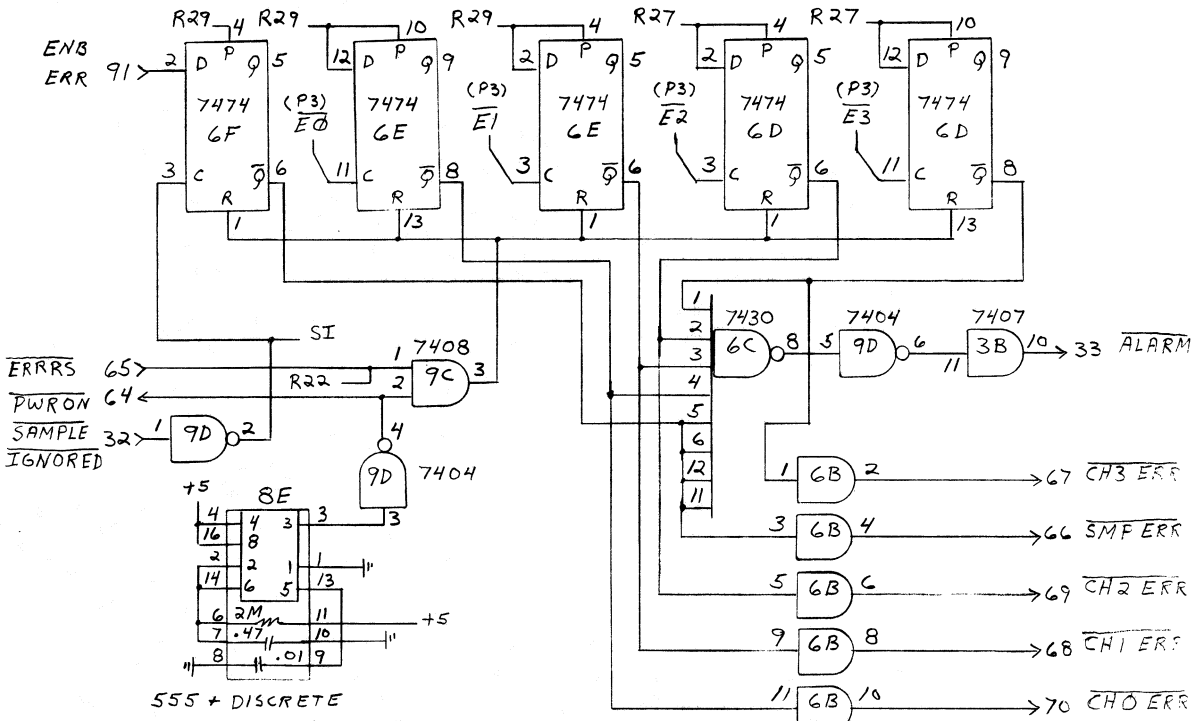 R29 4 R29 10 R29 4 R27 4 R27 10
ENB
ERR 91 2 D P Q 5 12 D P Q 9 2 D P Q 5 2 D P Q 5 12 D P Q 9
7474 7474 7474 7474 7474
6F 6E 6E 6D 6D
(P3) (P3) (P3) (P3)
E0 E1 E2 E3
3 C Q 6 11 C Q 8 3 C Q 6 3 C Q 6 11 C Q 8
R R R R R
1 13 1 1 13
SI
ERRRS 65 1 7408
R22 2 9C 3
PWRON 64
SAMPLE 32 1 9D 2
IGNORED
4
9D 7404
3
1 7430 7404 7407
2
3 6C 8 5 9D 6 11 3B 10 33 ALARM
4
5
6
12
11
+5 8E
4 4 3 3
16 8
2 2 1 1
14 6 5 13
6 2M 11 +5
7 .47 10
8 .01 9
555 + DISCRETE
1 6B 2 67 CH3 ERR
3 6B 4 66 SMF ERR
5 6B 6 69 CH2 ERR
9 6B 8 68 CH1 ERR
11 6B 10 70 CH0 ERR